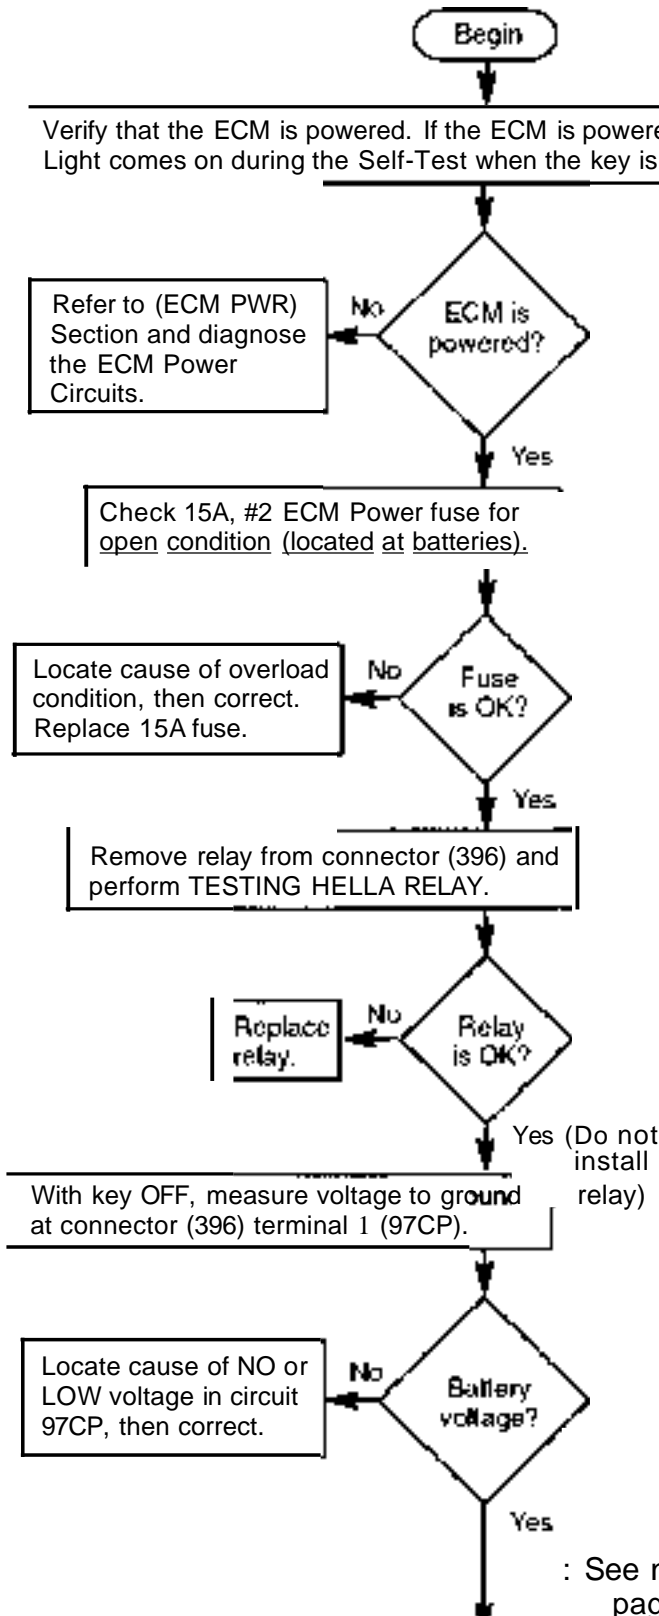 Begin
Verify that the ECM is powered. If the ECM is powere
Light comes on during the Self-Test when the key is
ECM is
powered?
No
Refer to (ECM PWR)
Section and diagnose
the ECM Power
Circuits.
Yes
Check 15A, #2 ECM Power fuse for
open condition (located at batteries).
Fuse
is OK?
No
Locate cause of overload
condition, then correct.
Replace 15A fuse.
Yes
Remove relay from connector (396) and
perform TESTING HELLA RELAY.
Relay
is OK?
No
Replace
relay.
Yes (Do not
install
relay)
With key OFF, measure voltage to ground
at connector (396) terminal 1 (97CP).
Battery
voltage?
No
Locate cause of NO or
LOW voltage in circuit
97CP, then correct.
Yes
: See